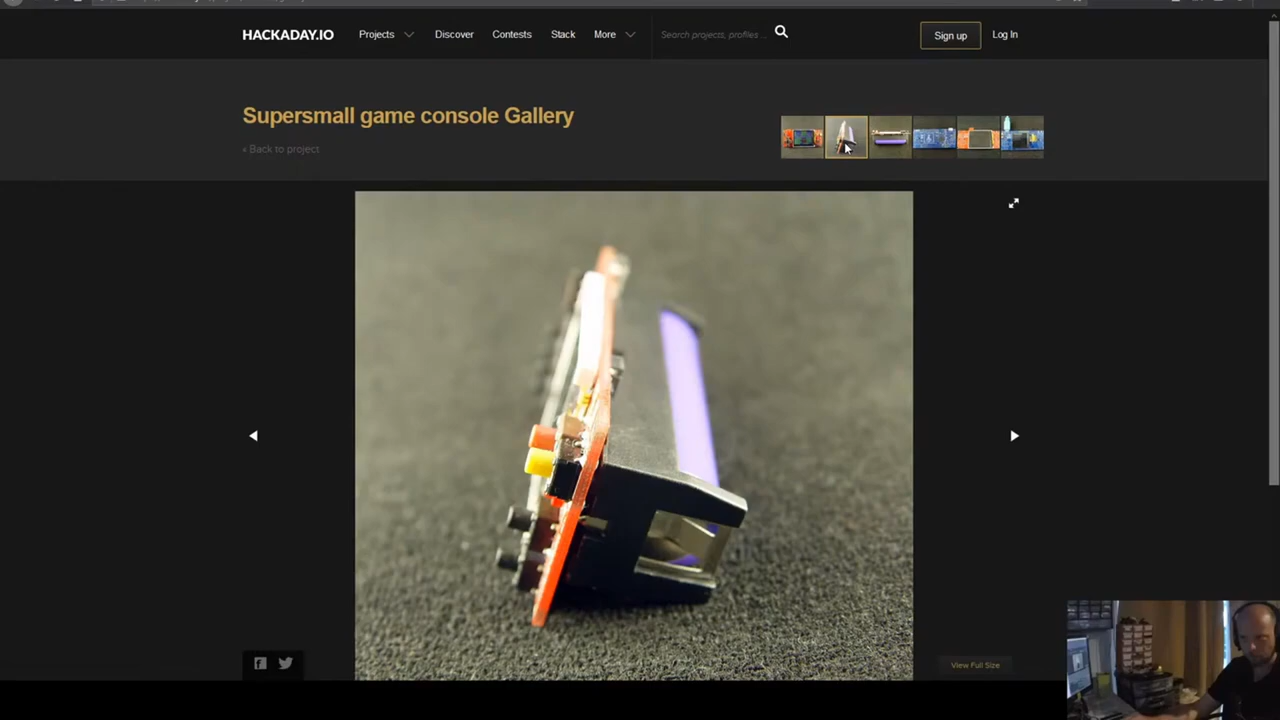 HACKADAY.IO Projects Discover Contests Stack More Search projects, profiles ... Sign up Log In
Supersmall game console Gallery
« Back to project
View Full Size